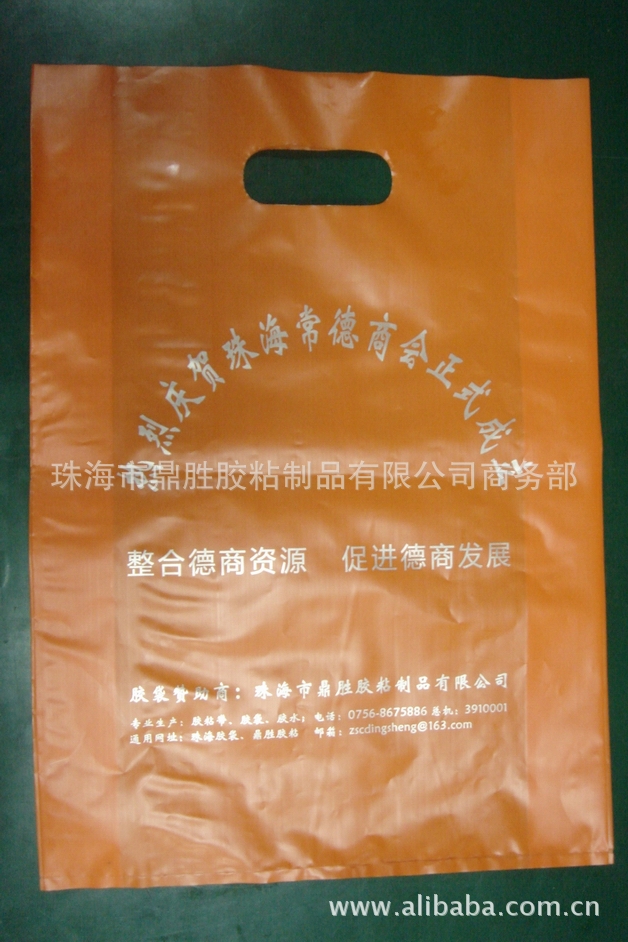 热烈庆贺珠海常德商会正式成立
珠海市鼎胜胶粘制品有限公司商务部
整合德商资源 促进德商发展
胶袋赞助商：珠海市鼎胜胶粘制品有限公司
专业生产：胶粘带、胶袋、胶水；电话：0756-8675886 总机：3910001
通用网址：珠海胶袋、鼎胜胶粘 邮箱：zscdingsheng@163.com
www.alibaba.com.cn